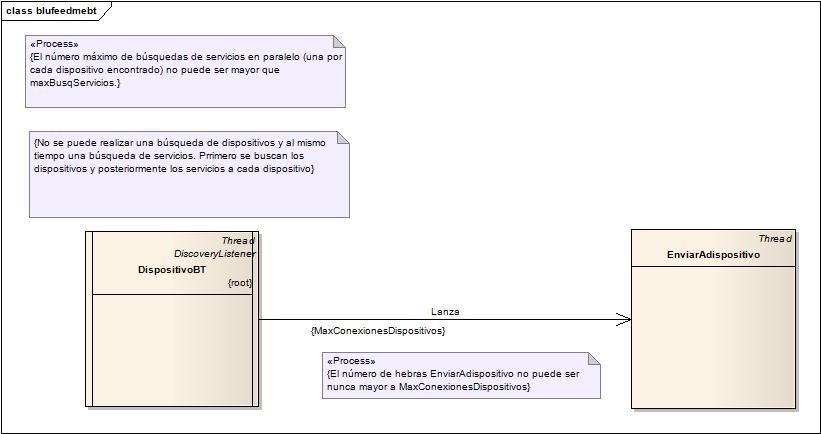 class blufeedmebt
«Process»
{El número máximo de búsquedas de servicios en paralelo (una por
cada dispositivo encontrado) no puede ser mayor que
maxBusqServicios.}
{No se puede realizar una búsqueda de dispositivos y al mismo
tiempo una búsqueda de servicios. Prrimero se buscan los
dispositivos y posteriormente los servicios a cada dispositivo}
Thread
DiscoveryListener
DispositivoBT
{root}
Thread
EnviarAdispositivo
Lanza
{MaxConexionesDispositivos}
«Process»
{El número de hebras EnviarAdispositivo no puede ser
nunca mayor a MaxConexionesDispositivos}